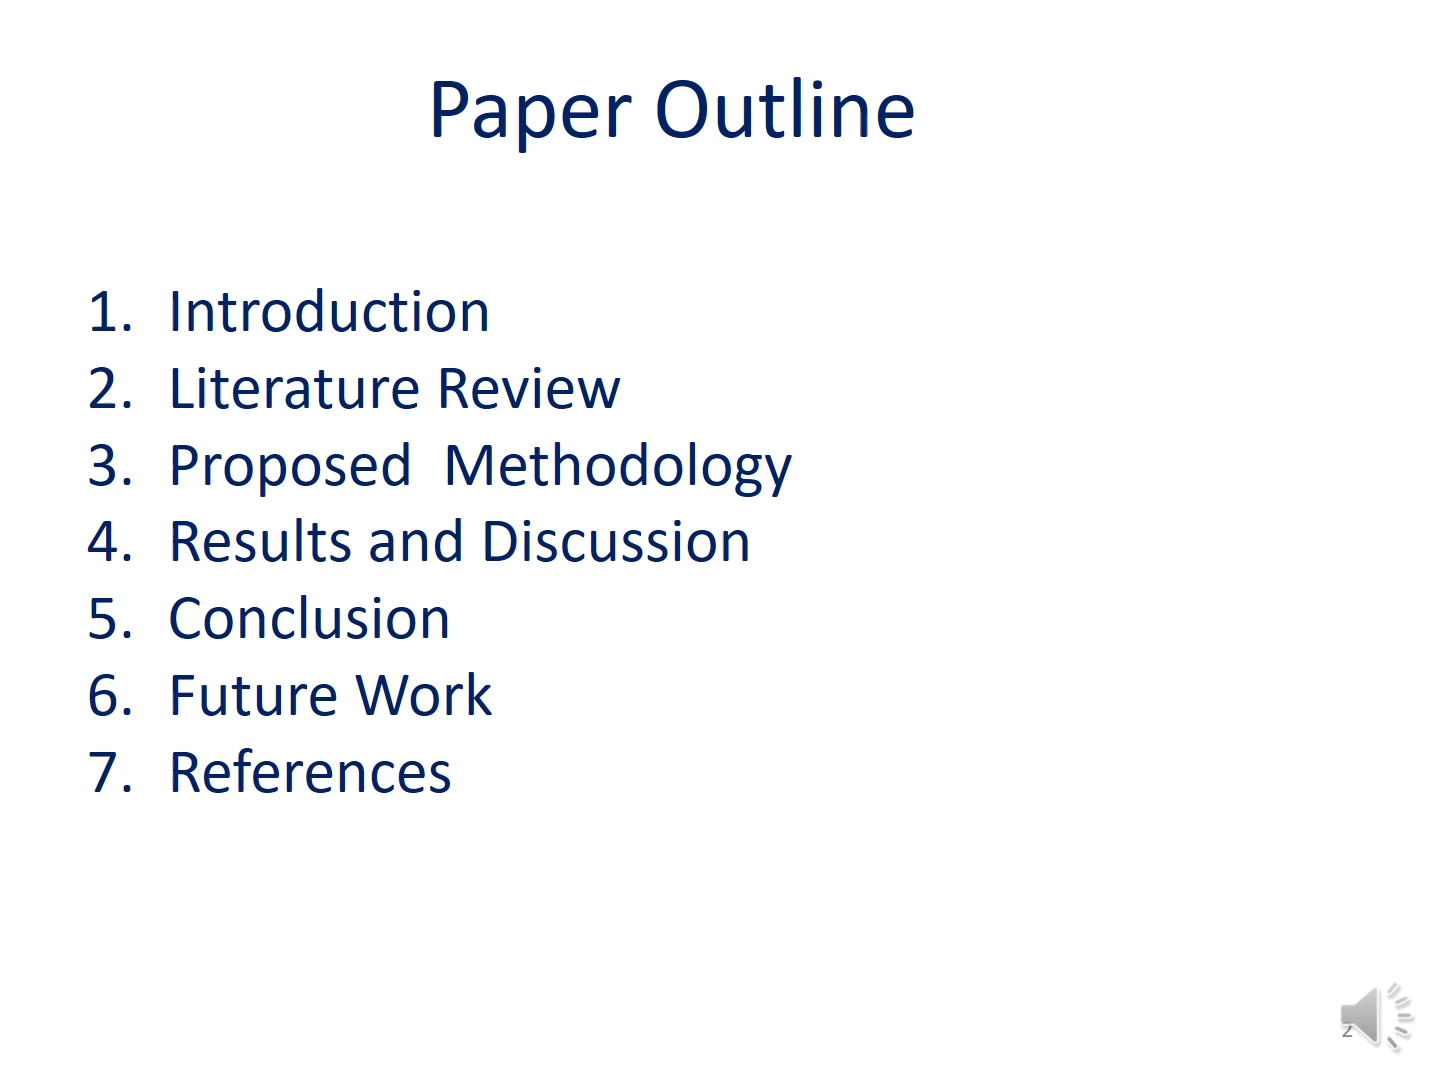 Paper Outline
1. Introduction
2. Literature Review
3. Proposed  Methodology
4. Results and Discussion
5. Conclusion
6. Future Work
7. References
2